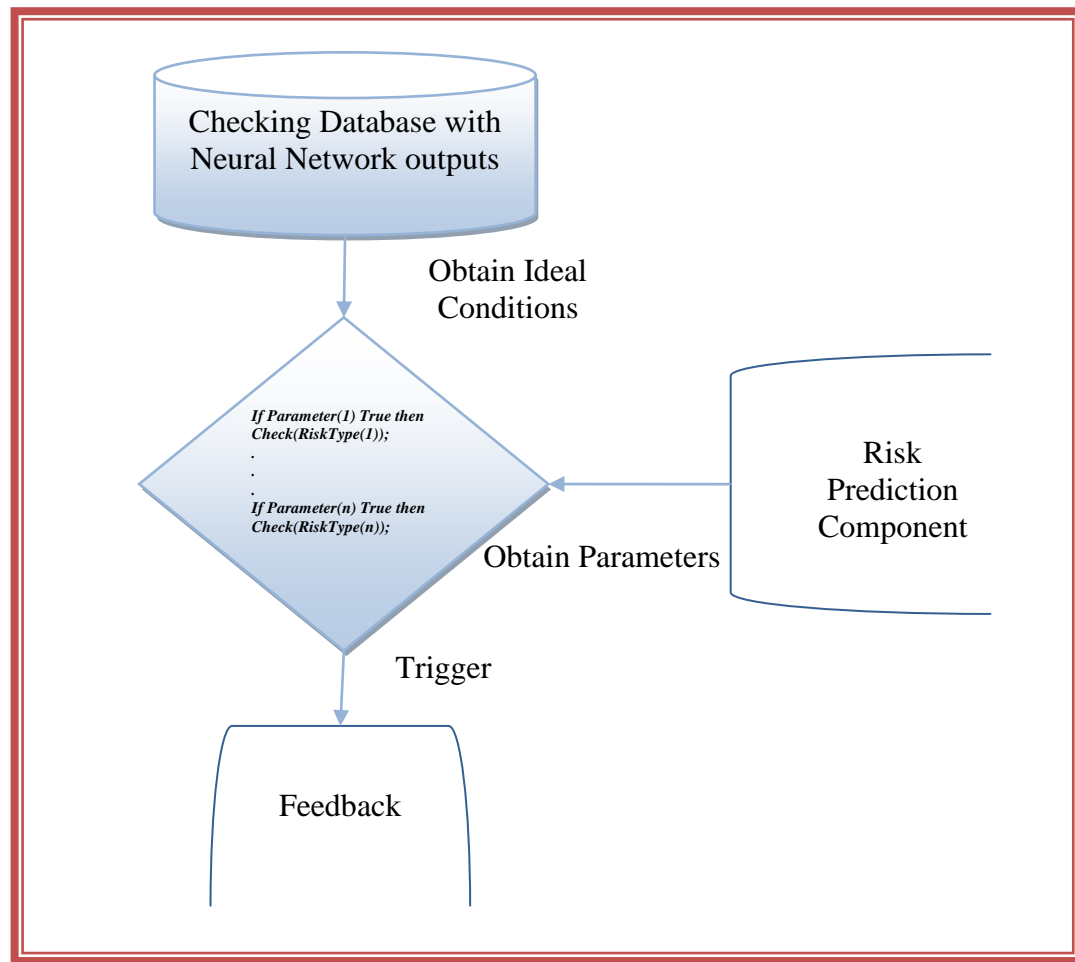 Checking Database with
Neural Network outputs
Obtain Ideal
Conditions
If Parameter(1) True then
Check(RiskType(1));
.
.
.
If Parameter(n) True then
Check(RiskType(n));
Risk
Prediction
Component
Obtain Parameters
Trigger
Feedback